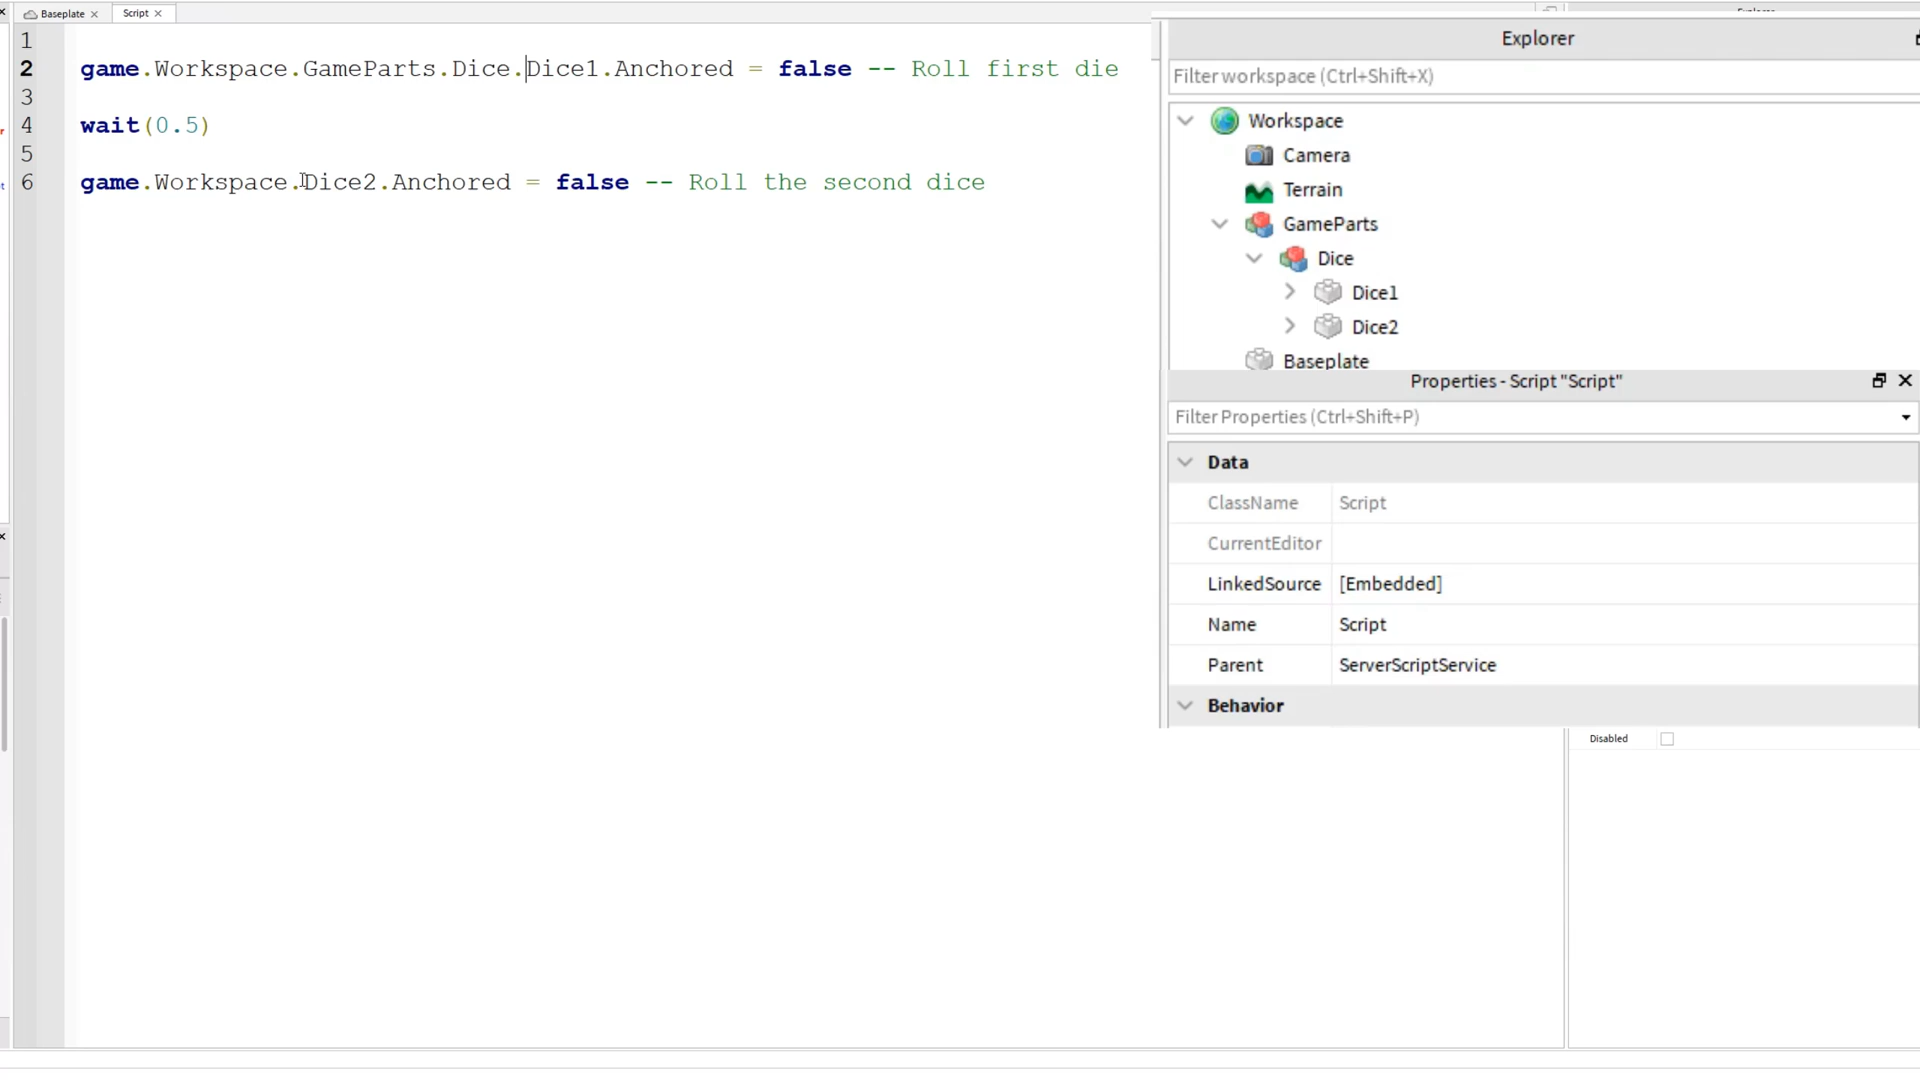 Baseplate
Script
1
2 game.Workspace.GameParts.Dice.Dice1.Anchored = false -- Roll first die
3
4 wait(0.5)
5
6 game.Workspace.Dice2.Anchored = false -- Roll the second dice
Explorer
Filter workspace (Ctrl+Shift+X)
Workspace
Camera
Terrain
GameParts
Dice
Dice1
Dice2
Baseplate
Properties - Script "Script"
Filter Properties (Ctrl+Shift+P)
Data
ClassName Script
CurrentEditor
LinkedSource [Embedded]
Name Script
Parent ServerScriptService
Behavior
Disabled